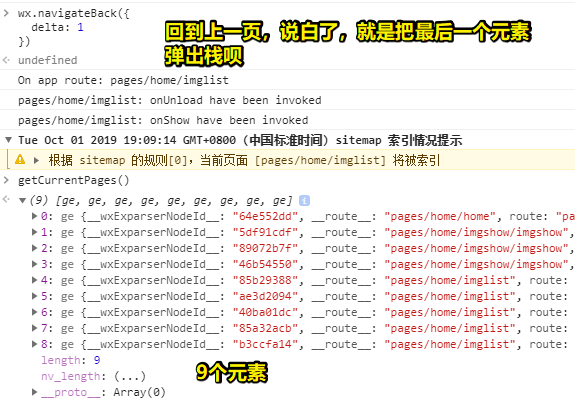 wx.navigateBack({
delta: 1
})
回到上一页，说白了，就是把最后一个元素
弹出栈呗
undefined
On app route: pages/home/imglist
pages/home/imglist: onUnload have been invoked
pages/home/imglist: onShow have been invoked
Tue Oct 01 2019 19:09:14 GMT+0800 (中国标准时间) sitemap 索引情况提示
根据 sitemap 的规则[0]，当前页面 [pages/home/imglist] 将被索引
getCurrentPages()
(9) [ge, ge, ge, ge, ge, ge, ge, ge, ge]
0: ge {__wxExparserNodeId__: "64e552dd", __route__: "pages/home/home", route: "pa
1: ge {__wxExparserNodeId__: "5df91cdf", __route__: "pages/home/imgshow/imgshow",
2: ge {__wxExparserNodeId__: "89072b7f", __route__: "pages/home/imgshow/imgshow",
3: ge {__wxExparserNodeId__: "46b54550", __route__: "pages/home/imgshow/imgshow",
4: ge {__wxExparserNodeId__: "85b29388", __route__: "pages/home/imglist", route:
5: ge {__wxExparserNodeId__: "ae3d2094", __route__: "pages/home/imglist", route:
6: ge {__wxExparserNodeId__: "40ba01dc", __route__: "pages/home/imglist", route:
7: ge {__wxExparserNodeId__: "85a32acb", __route__: "pages/home/imglist", route:
8: ge {__wxExparserNodeId__: "b3ccfa14", __route__: "pages/home/imglist", route:
length: 9
nv_length: (...)
9个元素
__proto__: Array(0)